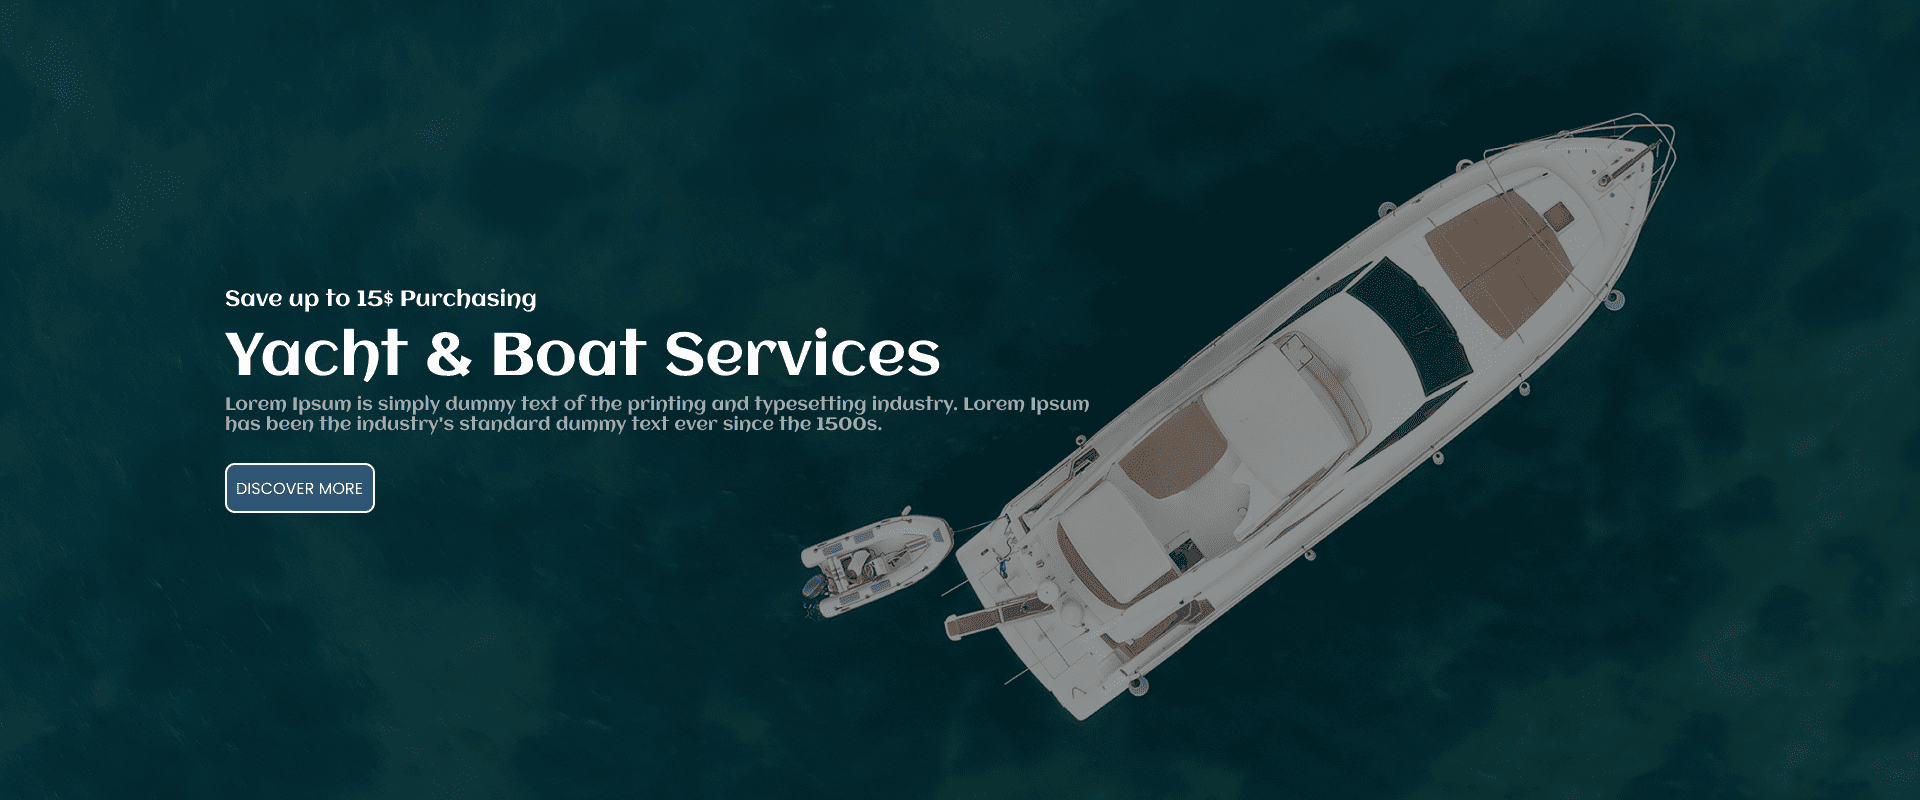 Save up to 15$ Purchasing
Yacht & Boat Services
Lorem Ipsum is simply dummy text of the printing and typesetting industry. Lorem Ipsum
has been the industry's standard dummy text ever since the 1500s.
DISCOVER MORE